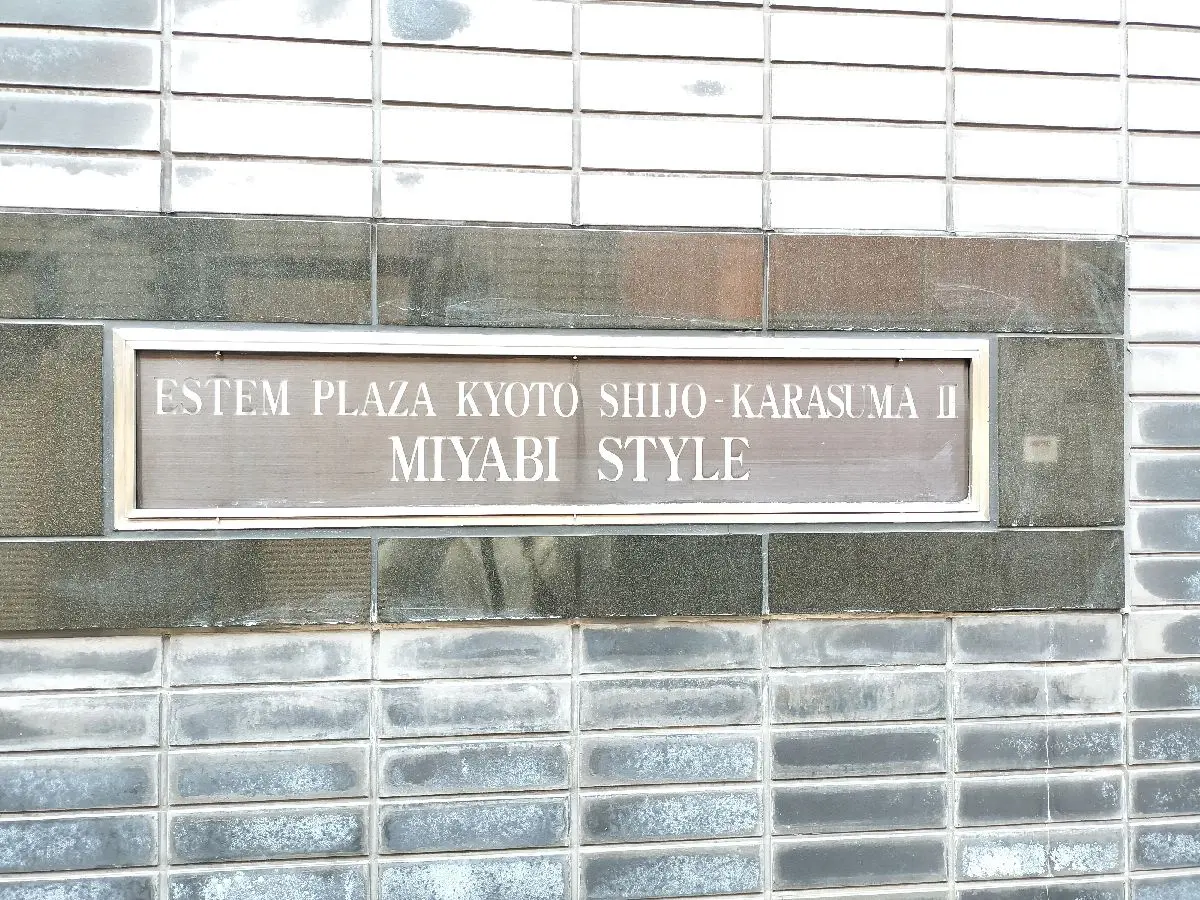 ESTEM PLAZA KYOTO SHIJO-KARASUMA II
MIYABI STYLE